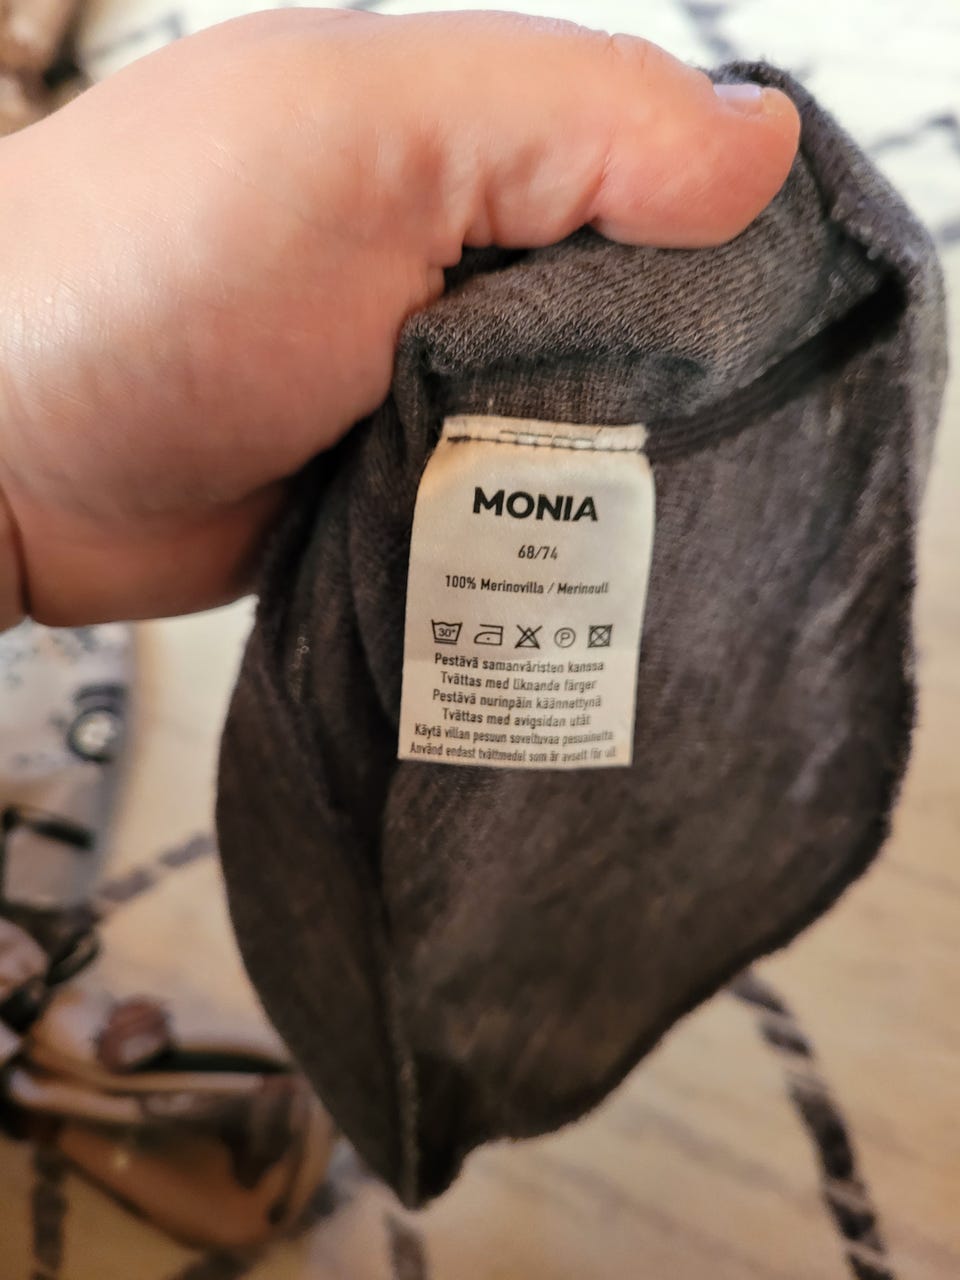 MONIA
68/74
100% Merinovilla / Merinoull
30° P
Pestävä samanväristen kanssa
Tvättas med liknande färger
Pestävä nurinpäin käännettynä
Tvättas med avigsidan utåt
Käytä villan pesuun soveltuvaa pesuainetta
Använd endast tvättmedel som är avsett för ull